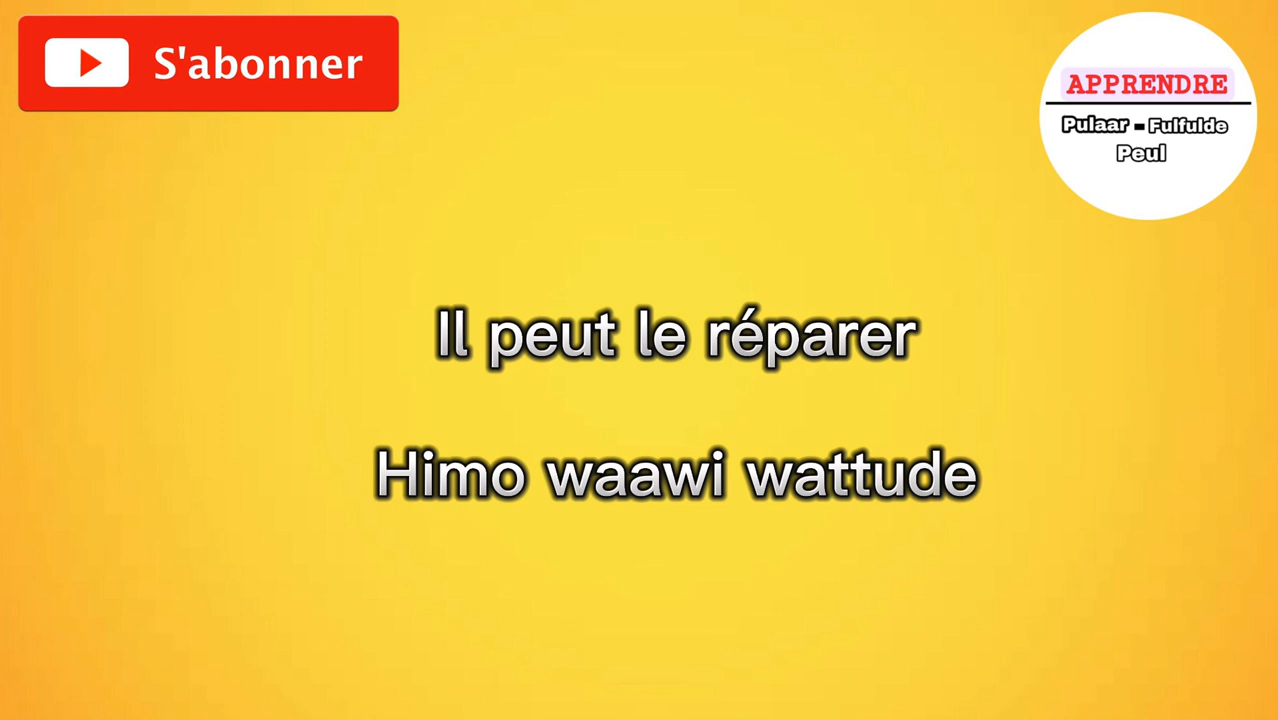 S'abonner
APPRENDRE
Pulaar - Fulfulde
Peul
Il peut le réparer
Himo waawi wattude